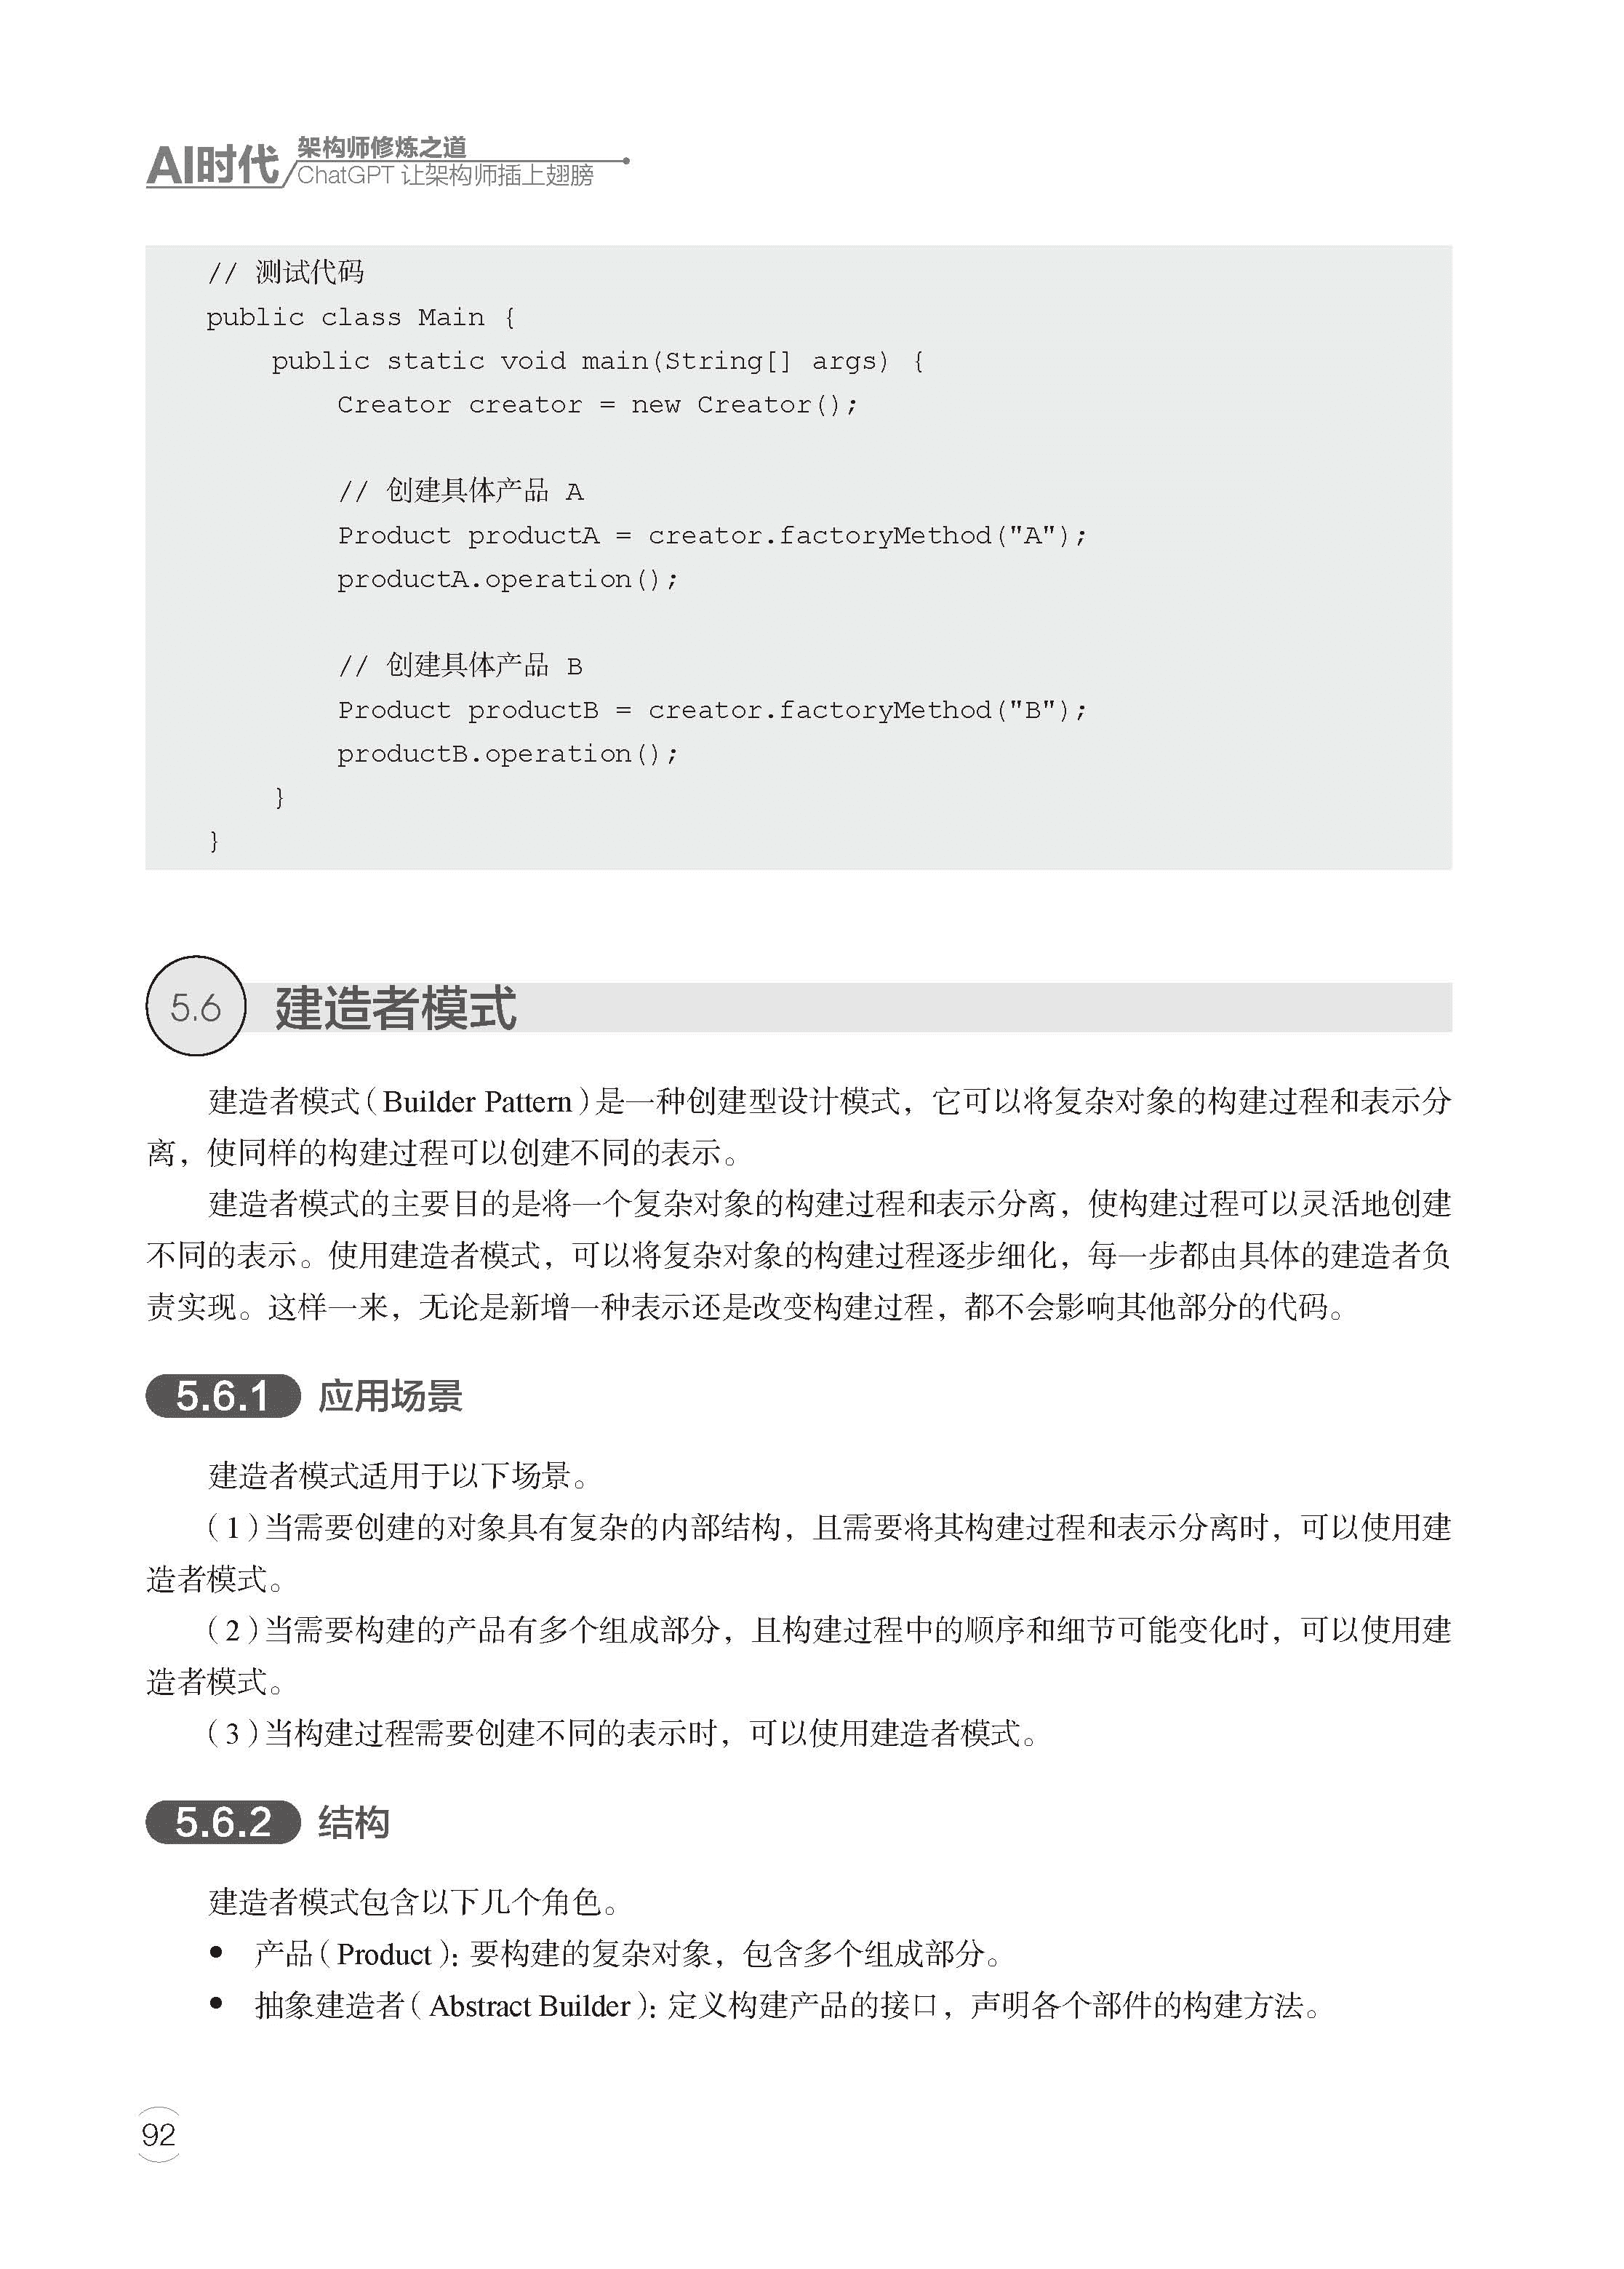 AI时代
架构师修炼之道
ChatGPT 让架构师插上翅膀
// 测试代码
public class Main {
    public static void main(String[] args) {
        Creator creator = new Creator();

        // 创建具体产品 A
        Product productA = creator.factoryMethod("A");
        productA.operation();

        // 创建具体产品 B
        Product productB = creator.factoryMethod("B");
        productB.operation();
    }
}
5.6 建造者模式
建造者模式（Builder Pattern）是一种创建型设计模式，它可以将复杂对象的构建过程和表示分
离，使同样的构建过程可以创建不同的表示。
建造者模式的主要目的是将一个复杂对象的构建过程和表示分离，使构建过程可以灵活地创建
不同的表示。使用建造者模式，可以将复杂对象的构建过程逐步细化，每一步都由具体的建造者负
责实现。这样一来，无论是新增一种表示还是改变构建过程，都不会影响其他部分的代码。
5.6.1 应用场景
建造者模式适用于以下场景。
（1）当需要创建的对象具有复杂的内部结构，且需要将其构建过程和表示分离时，可以使用建
造者模式。
（2）当需要构建的产品有多个组成部分，且构建过程中的顺序和细节可能变化时，可以使用建
造者模式。
（3）当构建过程需要创建不同的表示时，可以使用建造者模式。
5.6.2 结构
建造者模式包含以下几个角色。
● 产品（Product）：要构建的复杂对象，包含多个组成部分。
● 抽象建造者（Abstract Builder）：定义构建产品的接口，声明各个部件的构建方法。
92